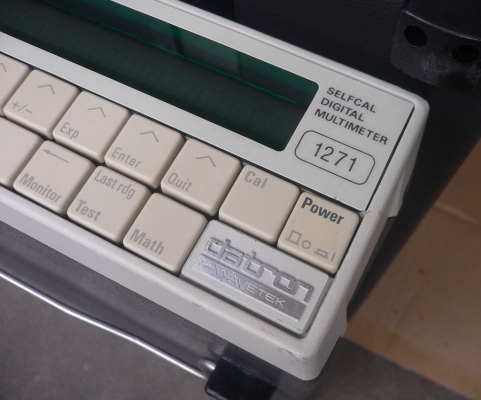 SELFCAL
DIGITAL
MULTIMETER
1271
+/-
Exp
Enter
Quit
Cal
Power
Monitor
Last rdg
Test
Math
datron
WAVETEK